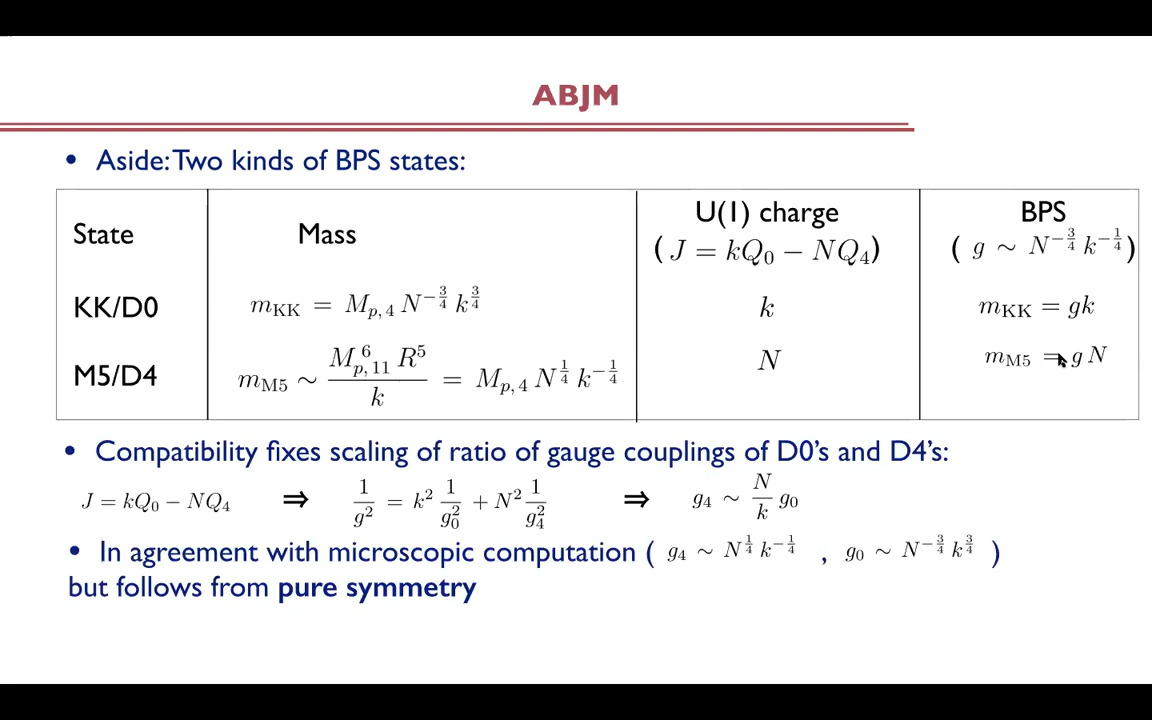 ABJM
• Aside: Two kinds of BPS states:
State Mass U(1) charge ( J = kQ₀ − NQ₄) BPS ( g ∼ N^{-3/4} k^{-1/4})
KK/D0 m_KK = M_{p,4} N^{-3/4} k^{3/4} k m_KK = gk
M5/D4 m_M5 ∼ M_{p,11}^6 R^5 / k = M_{p,4} N^{1/4} k^{-1/4} N m_M5 = g N
• Compatibility fixes scaling of ratio of gauge couplings of D0's and D4's:
J = kQ₀ − NQ₄ ⇒ 1/g² = k² 1/g₀² + N² 1/g₄² ⇒ g₄ ∼ N/k g₀
• In agreement with microscopic computation ( g₄ ∼ N^{1/4} k^{-1/4} , g₀ ∼ N^{-3/4} k^{3/4} )
but follows from pure symmetry